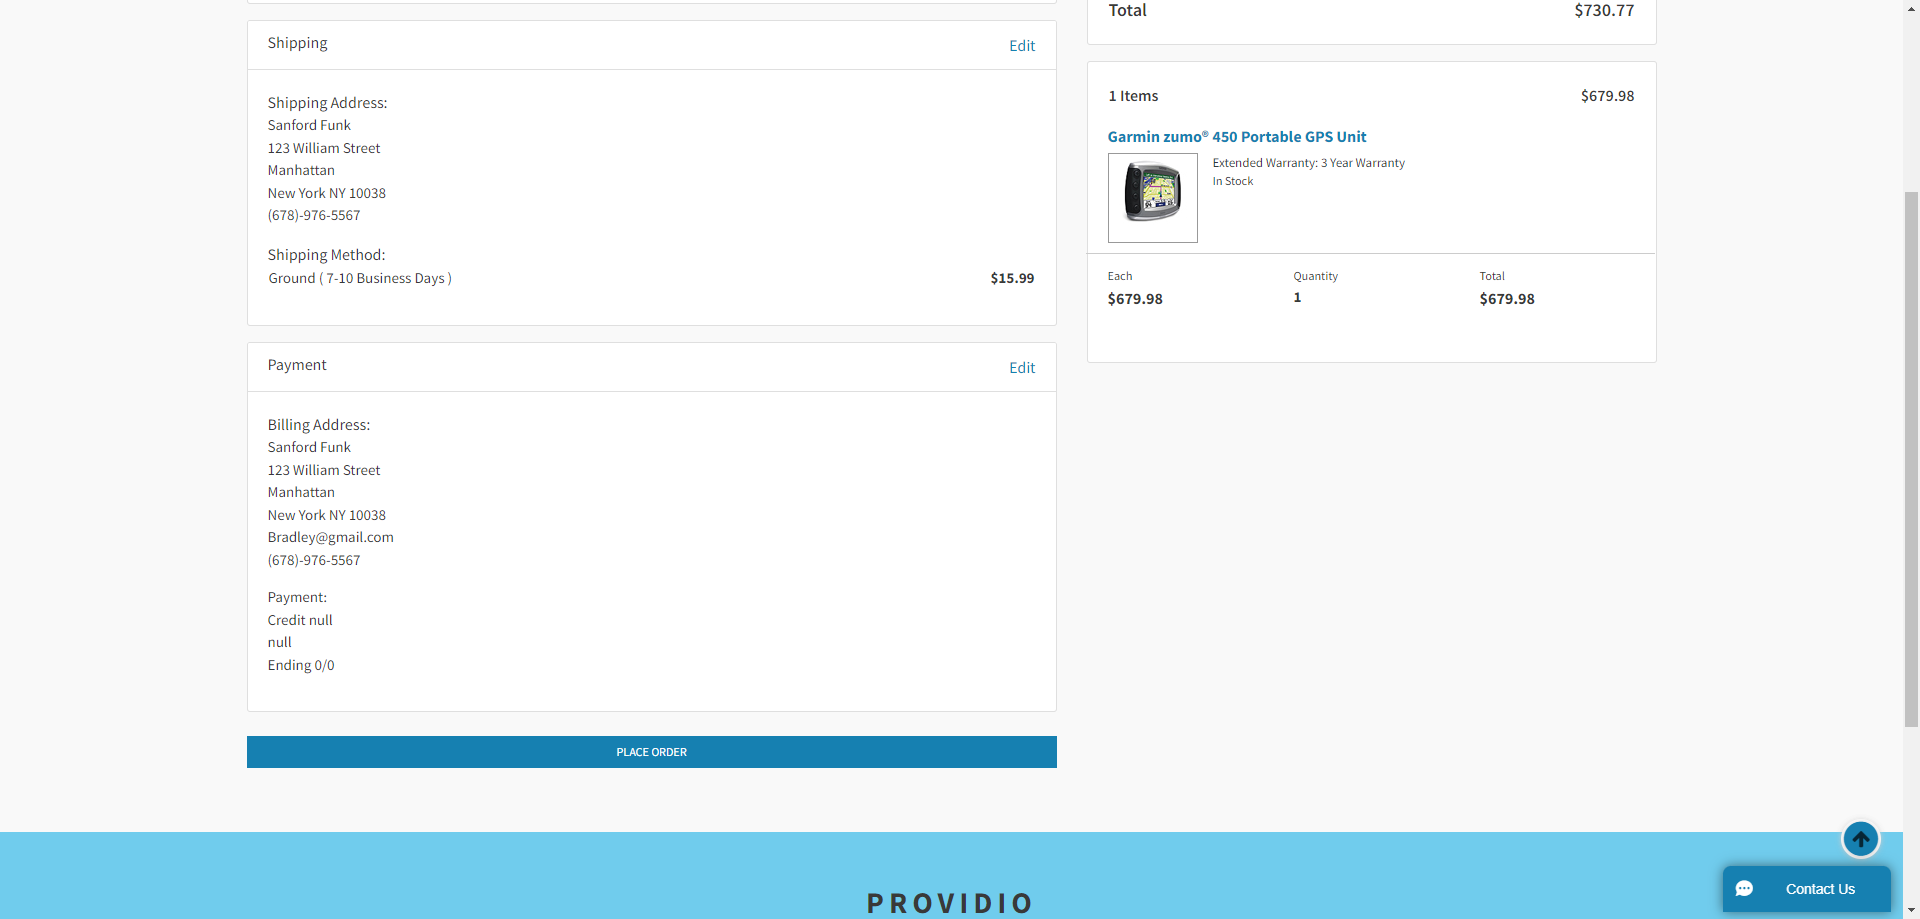 Shipping
Edit
Shipping Address:
Sanford Funk
123 William Street
Manhattan
New York NY 10038
(678)-976-5567
Shipping Method:
Ground ( 7-10 Business Days )
$15.99
Payment
Edit
Billing Address:
Sanford Funk
123 William Street
Manhattan
New York NY 10038
Bradley@gmail.com
(678)-976-5567
Payment:
Credit null
null
Ending 0/0
PLACE ORDER
Total $730.77
1 Items $679.98
Garmin zumo® 450 Portable GPS Unit
Extended Warranty: 3 Year Warranty
In Stock
Each Quantity Total
$679.98 1 $679.98
PROVIDIO
Contact Us